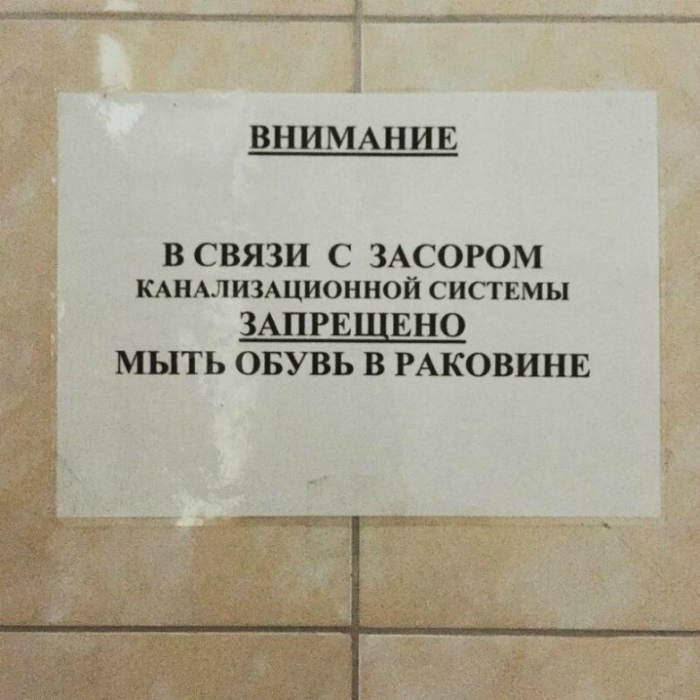 ВНИМАНИЕ
В СВЯЗИ С ЗАСОРОМ
КАНАЛИЗАЦИОННОЙ СИСТЕМЫ
ЗАПРЕЩЕНО
МЫТЬ ОБУВЬ В РАКОВИНЕ